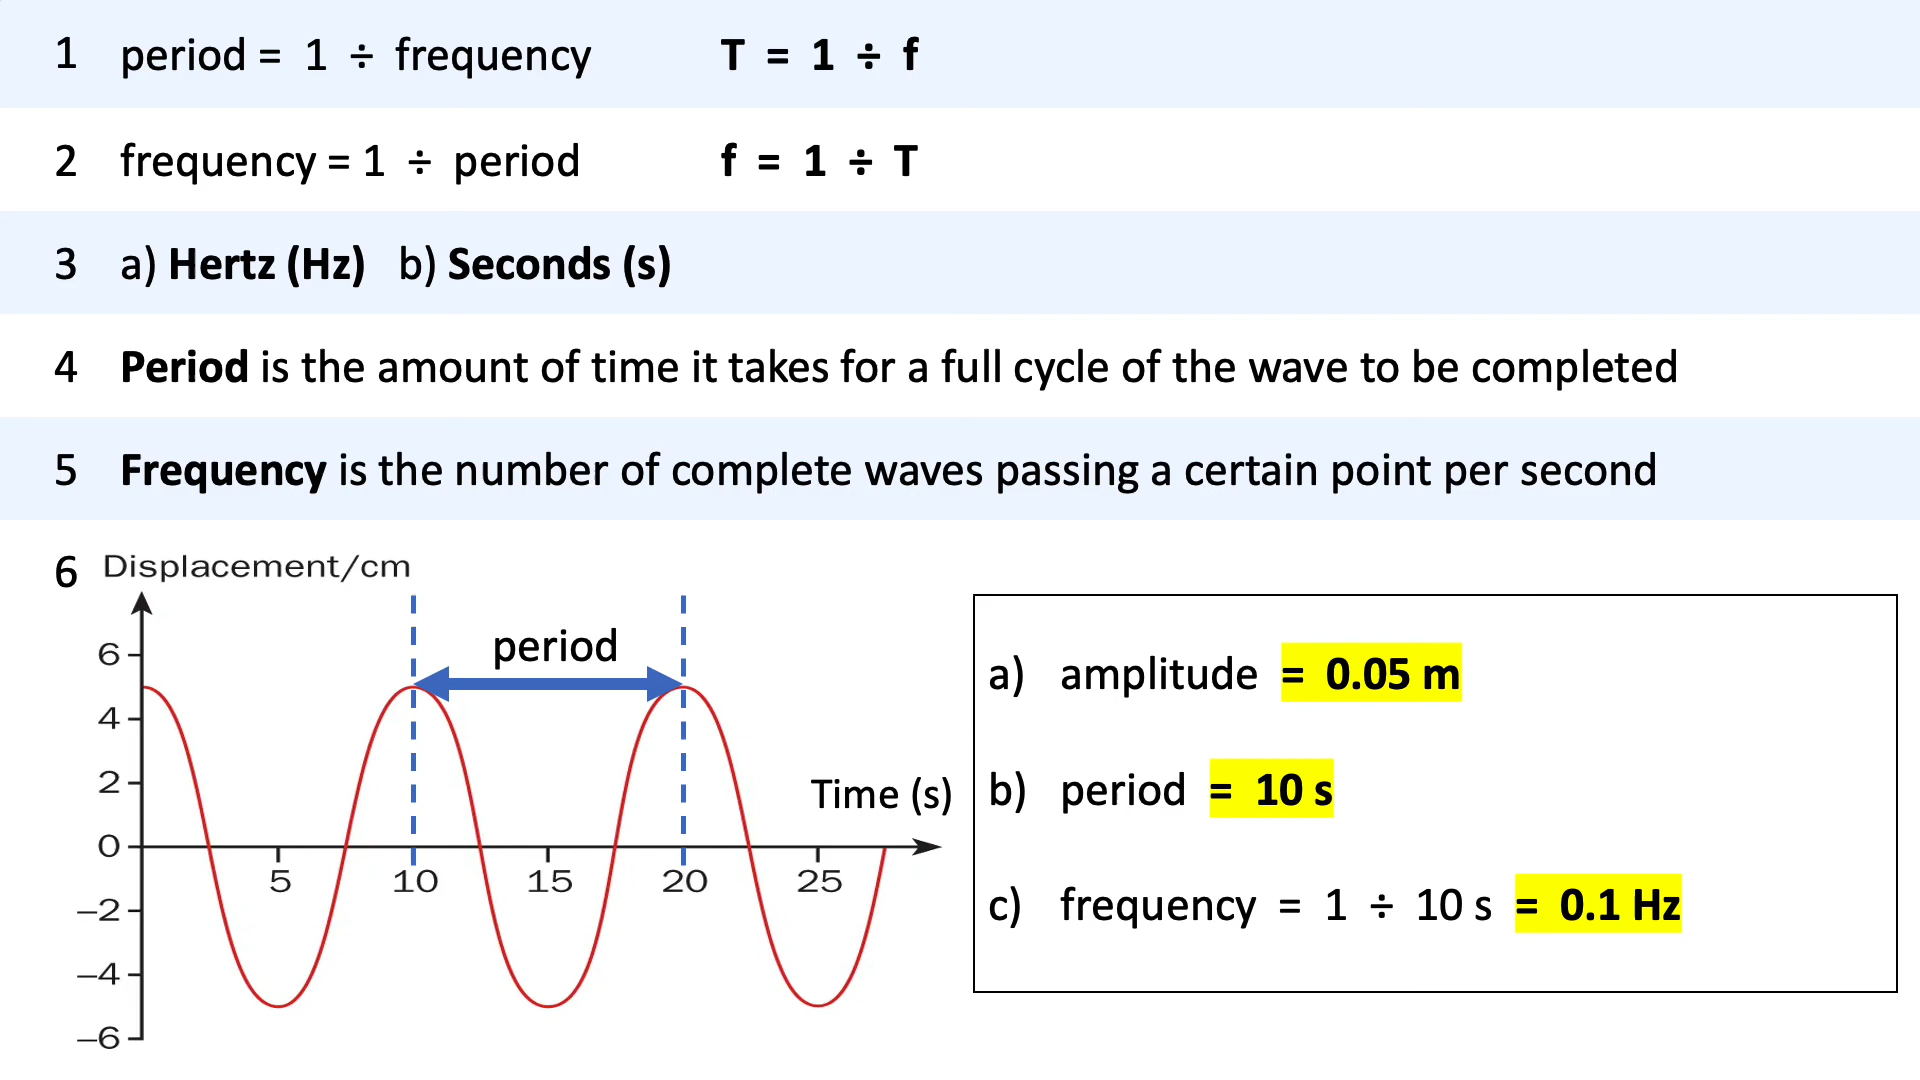 1 period = 1 ÷ frequency T = 1 ÷ f
2 frequency = 1 ÷ period f = 1 ÷ T
3 a) Hertz (Hz) b) Seconds (s)
4 Period is the amount of time it takes for a full cycle of the wave to be completed
5 Frequency is the number of complete waves passing a certain point per second
6 Displacement/cm
period
6
4
2
0
–2
–4
–6
5 10 15 20 25
Time (s)
a) amplitude = 0.05 m
b) period = 10 s
c) frequency = 1 ÷ 10 s = 0.1 Hz